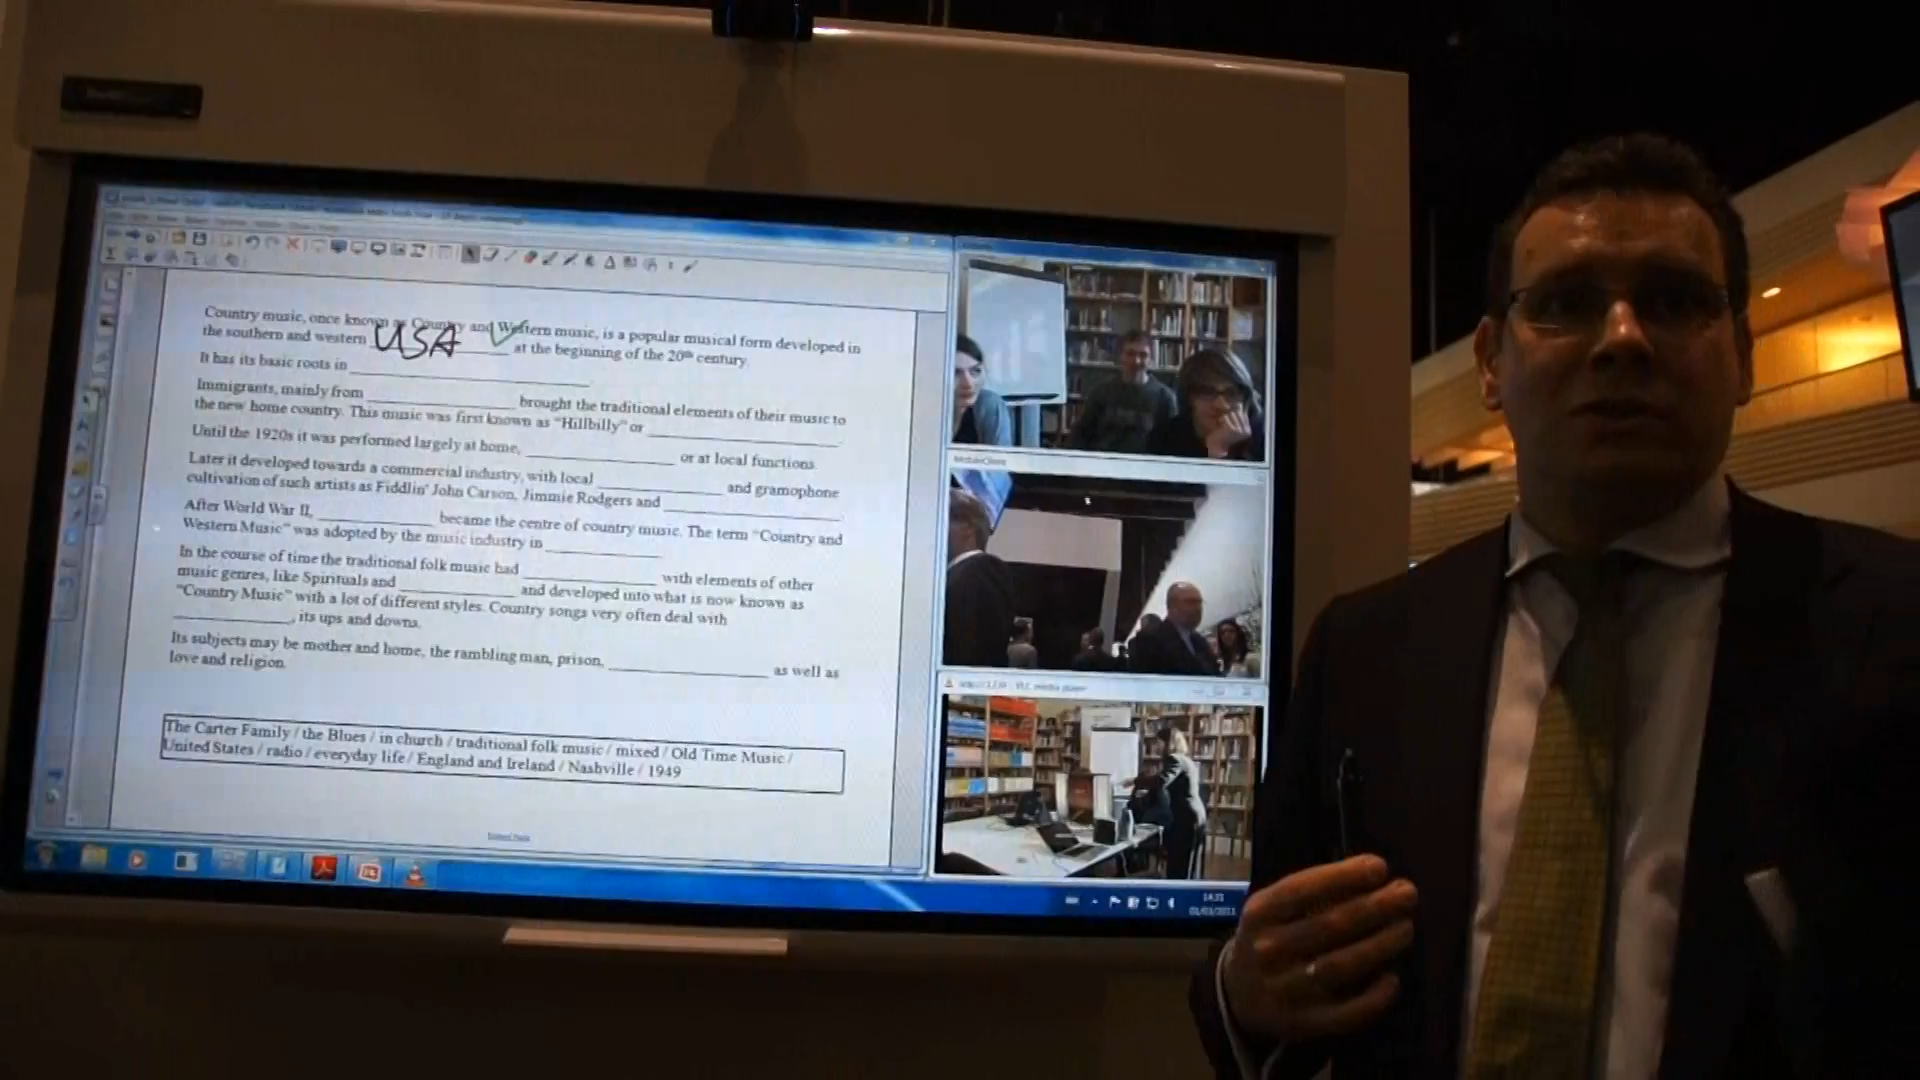 Country music, once known as Country and Western music, is a popular musical form developed in
the southern and western USA at the beginning of the 20th century.
It has its basic roots in
Immigrants, mainly from brought the traditional elements of their music to
the new home country. This music was first known as "Hillbilly" or
Until the 1920s it was performed largely at home, or at local functions.
Later it developed towards a commercial industry, with local and gramophone
cultivation of such artists as Fiddlin' John Carson, Jimmie Rodgers and
After World War II, became the centre of country music. The term "Country and
Western Music" was adopted by the music industry in
In the course of time the traditional folk music had with elements of other
music genres, like Spirituals and and developed into what is now known as
"Country Music" with a lot of different styles. Country songs very often deal with
, its ups and downs.
Its subjects may be mother and home, the rambling man, prison, as well as
love and religion.
The Carter Family / the Blues / in church / traditional folk music / mixed / Old Time Music /
United States / radio / everyday life / England and Ireland / Nashville / 1949
VLC media player
14:31
01/03/2011